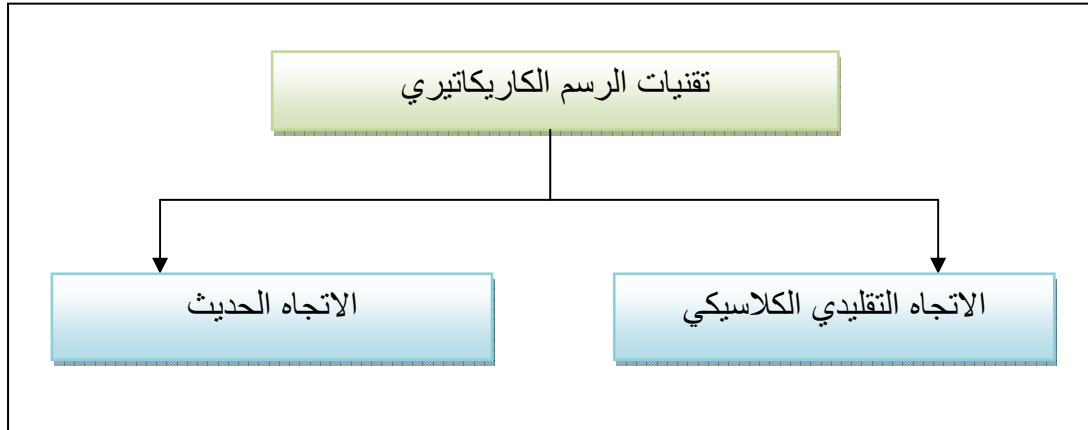 تقنيات الرسم الكاريكاتيري
الاتجاه التقليدي الكلاسيكي
الاتجاه الحديث